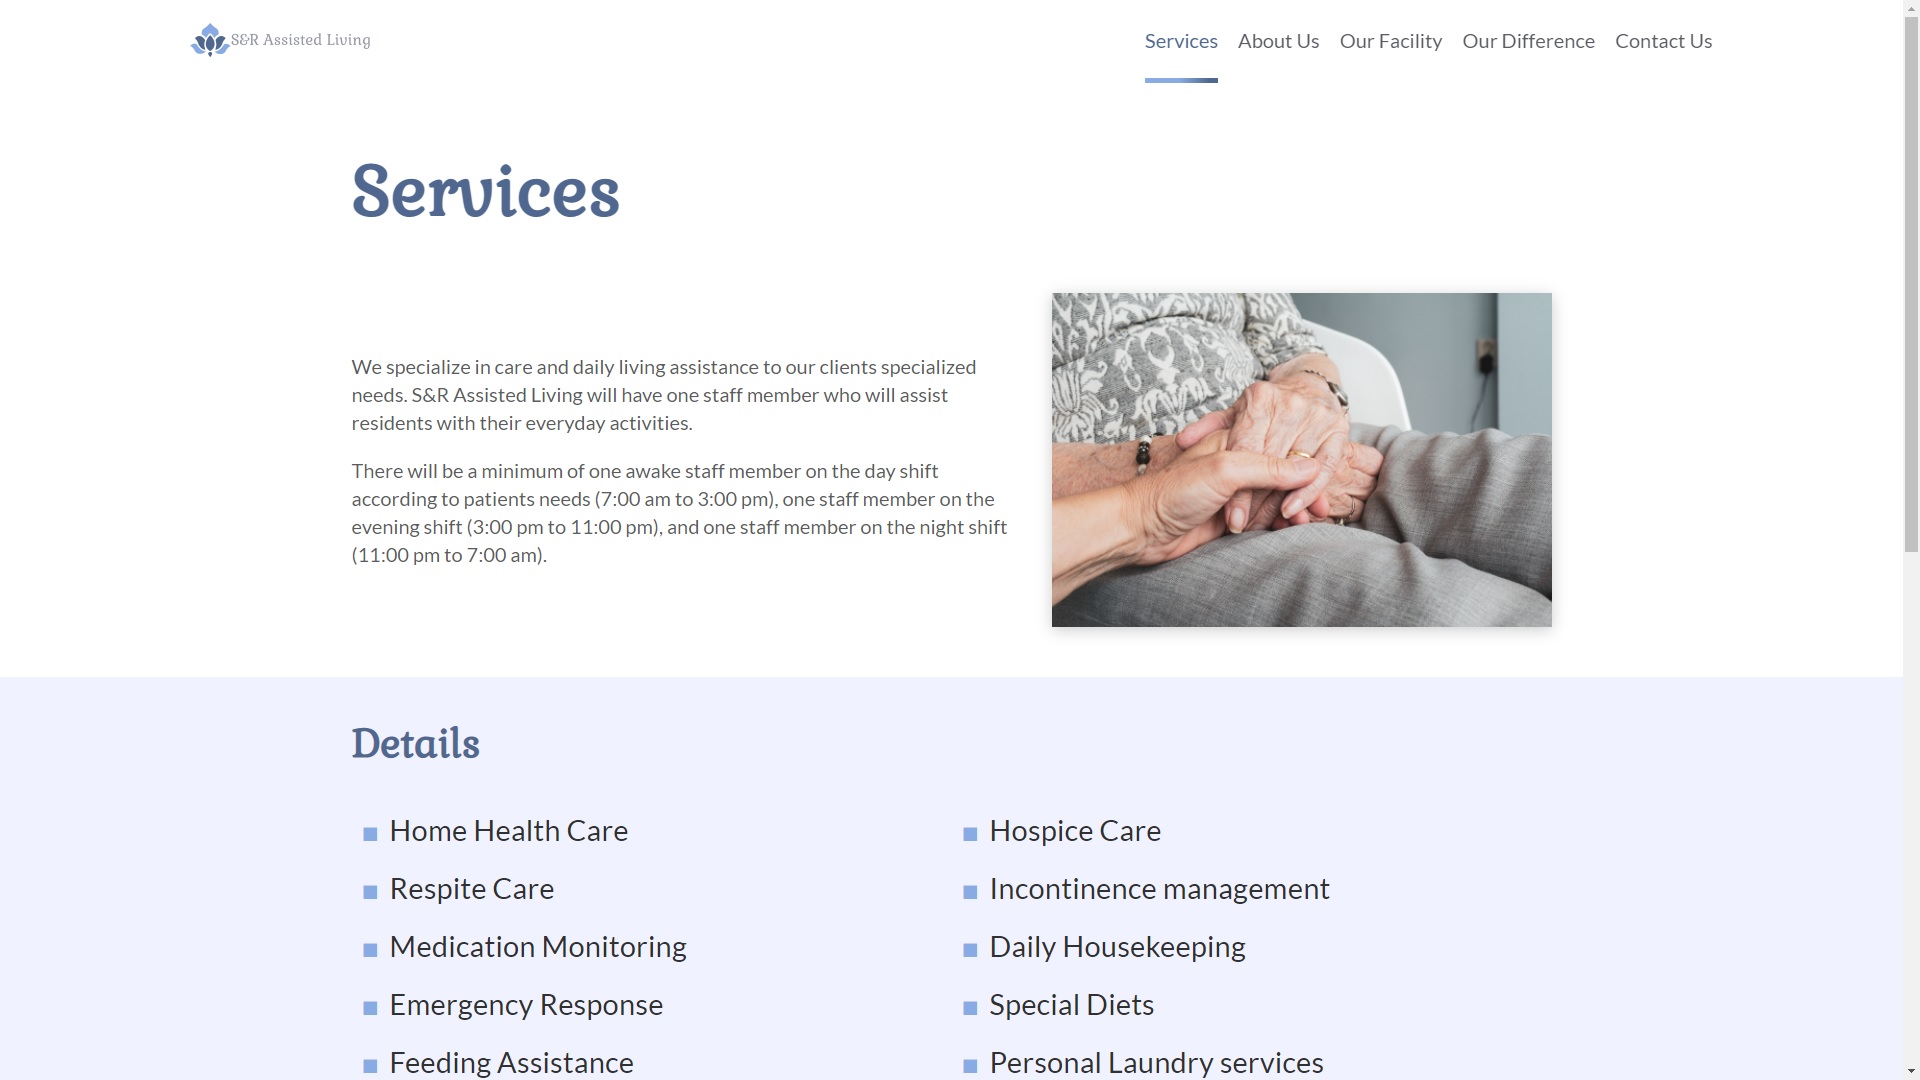 S&R Assisted Living
Services About Us Our Facility Our Difference Contact Us
Services
We specialize in care and daily living assistance to our clients specialized
needs. S&R Assisted Living will have one staff member who will assist
residents with their everyday activities.
There will be a minimum of one awake staff member on the day shift
according to patients needs (7:00 am to 3:00 pm), one staff member on the
evening shift (3:00 pm to 11:00 pm), and one staff member on the night shift
(11:00 pm to 7:00 am).
Details
Home Health Care
Hospice Care
Respite Care
Incontinence management
Medication Monitoring
Daily Housekeeping
Emergency Response
Special Diets
Feeding Assistance
Personal Laundry services